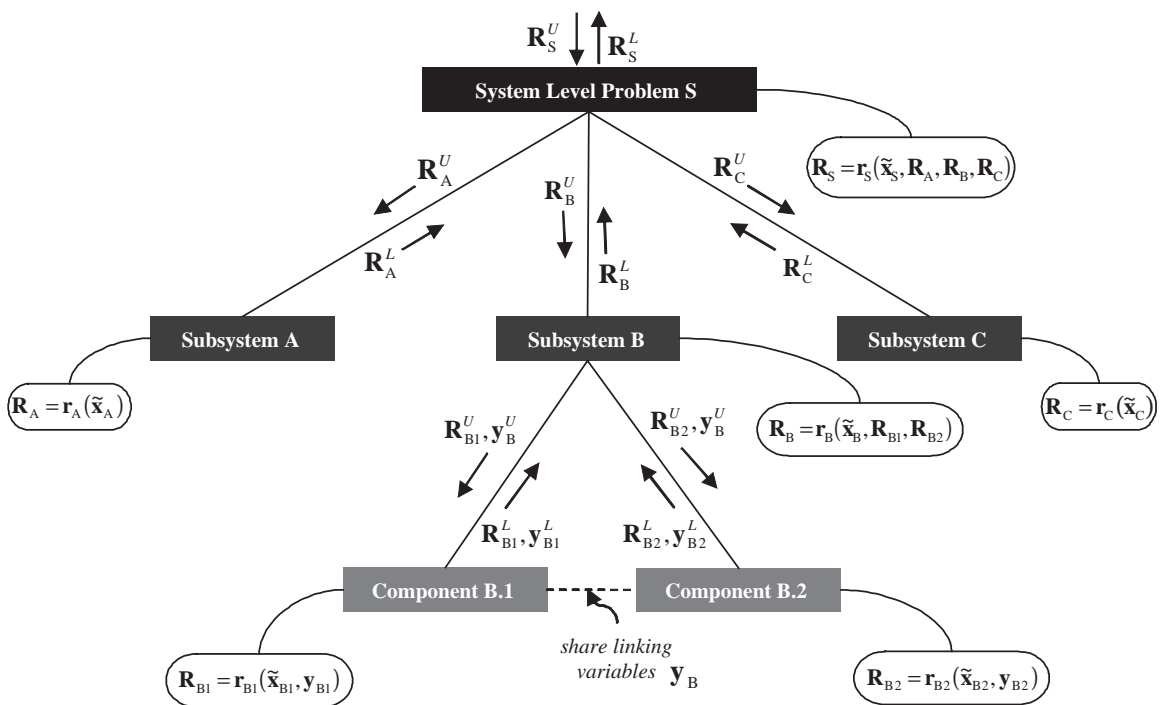 R_S^U
R_S^L
System Level Problem S
R_S = r_S(x̃_S, R_A, R_B, R_C)
R_A^U
R_B^U
R_C^U
R_A^L
R_B^L
R_C^L
Subsystem A
Subsystem B
Subsystem C
R_A = r_A(x̃_A)
R_B = r_B(x̃_B, R_B1, R_B2)
R_C = r_C(x̃_C)
R_B1^U, y_B^U
R_B2^U, y_B^U
R_B1^L, y_B1^L
R_B2^L, y_B2^L
Component B.1
Component B.2
share linking
variables y_B
R_B1 = r_B1(x̃_B1, y_B1)
R_B2 = r_B2(x̃_B2, y_B2)